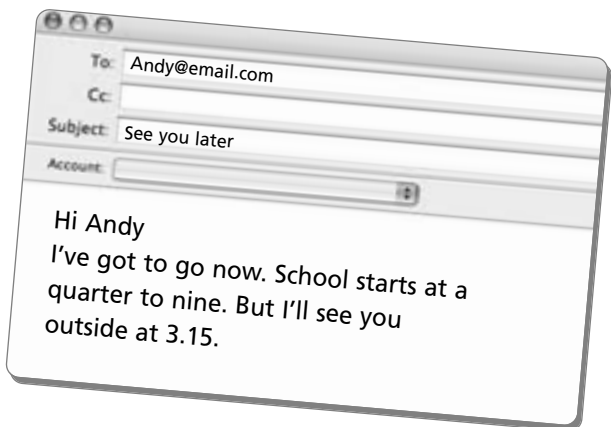 To: Andy@email.com
Cc:
Subject: See you later
Account:
Hi Andy
I've got to go now. School starts at a
quarter to nine. But I'll see you
outside at 3.15.